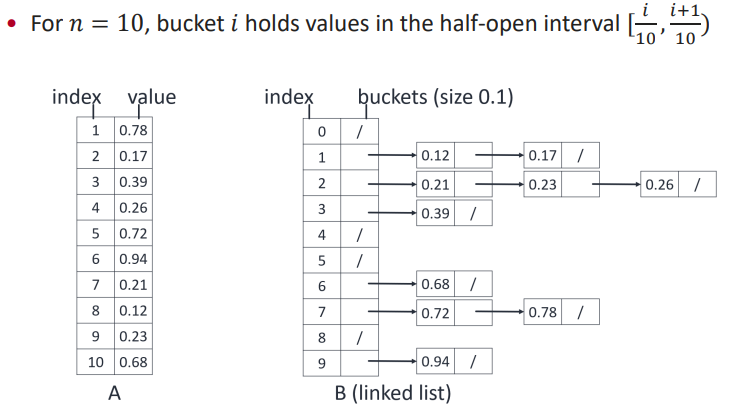 • For n = 10, bucket i holds values in the half-open interval [i/10, i+1/10)
index value index buckets (size 0.1)
1 0.78 0 /
2 0.17 1 0.12 0.17 /
3 0.39 2 0.21 0.23 0.26 /
4 0.26 3 0.39 /
5 0.72 4 /
6 0.94 5 /
7 0.21 6 0.68 /
8 0.12 7 0.72 0.78 /
9 0.23 8 /
10 0.68 9 0.94 /
A B (linked list)